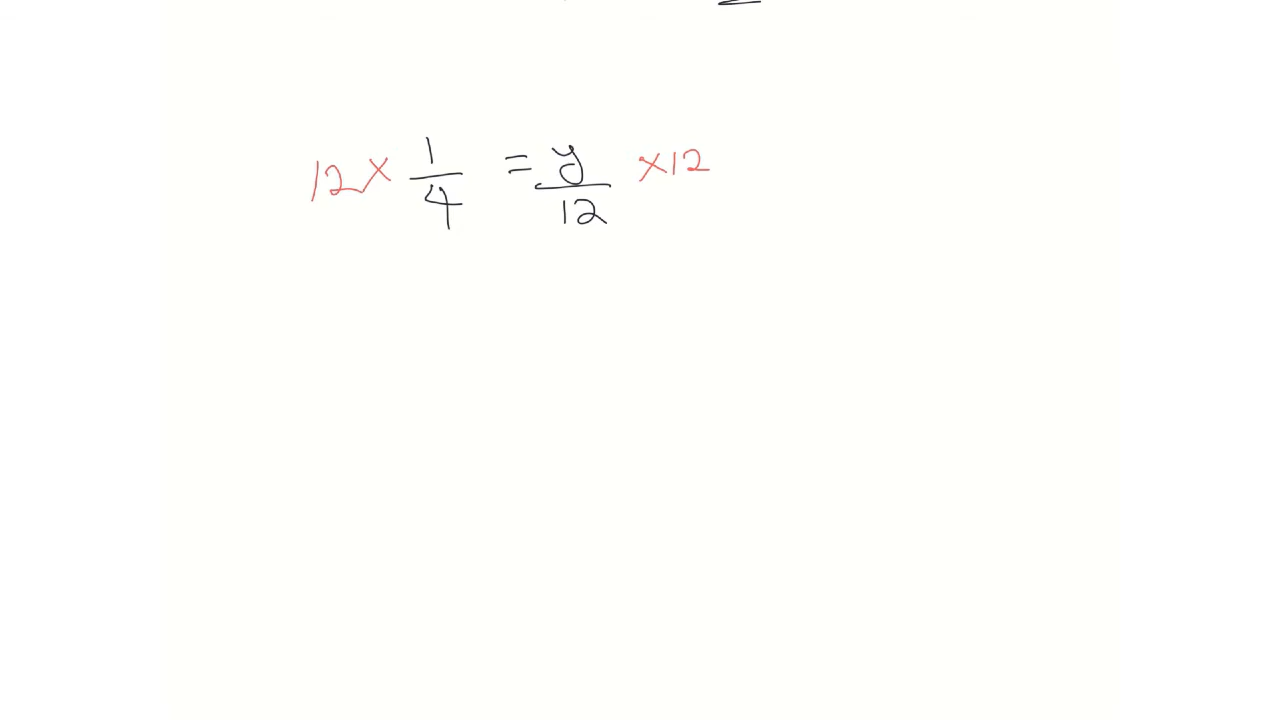 12 × 1/4 = y/12 ×12